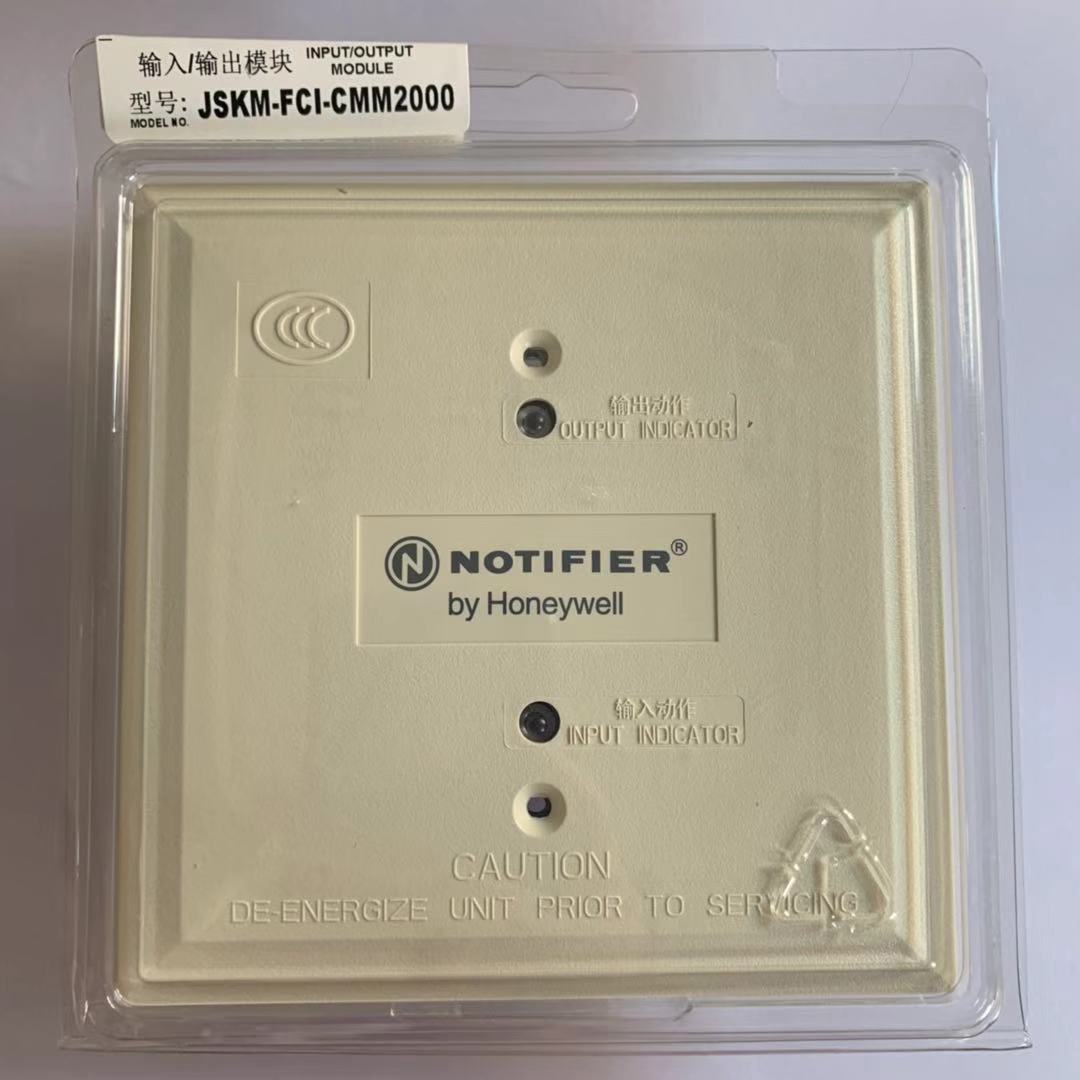 输入/输出模块 INPUT/OUTPUT MODULE
型号: JSKM-FCI-CMM2000
MODEL NO.
CCC
输出动作
OUTPUT INDICATOR
N NOTIFIER®
by Honeywell
输入动作
INPUT INDICATOR
CAUTION
DE-ENERGIZE UNIT PRIOR TO SERVICING
1